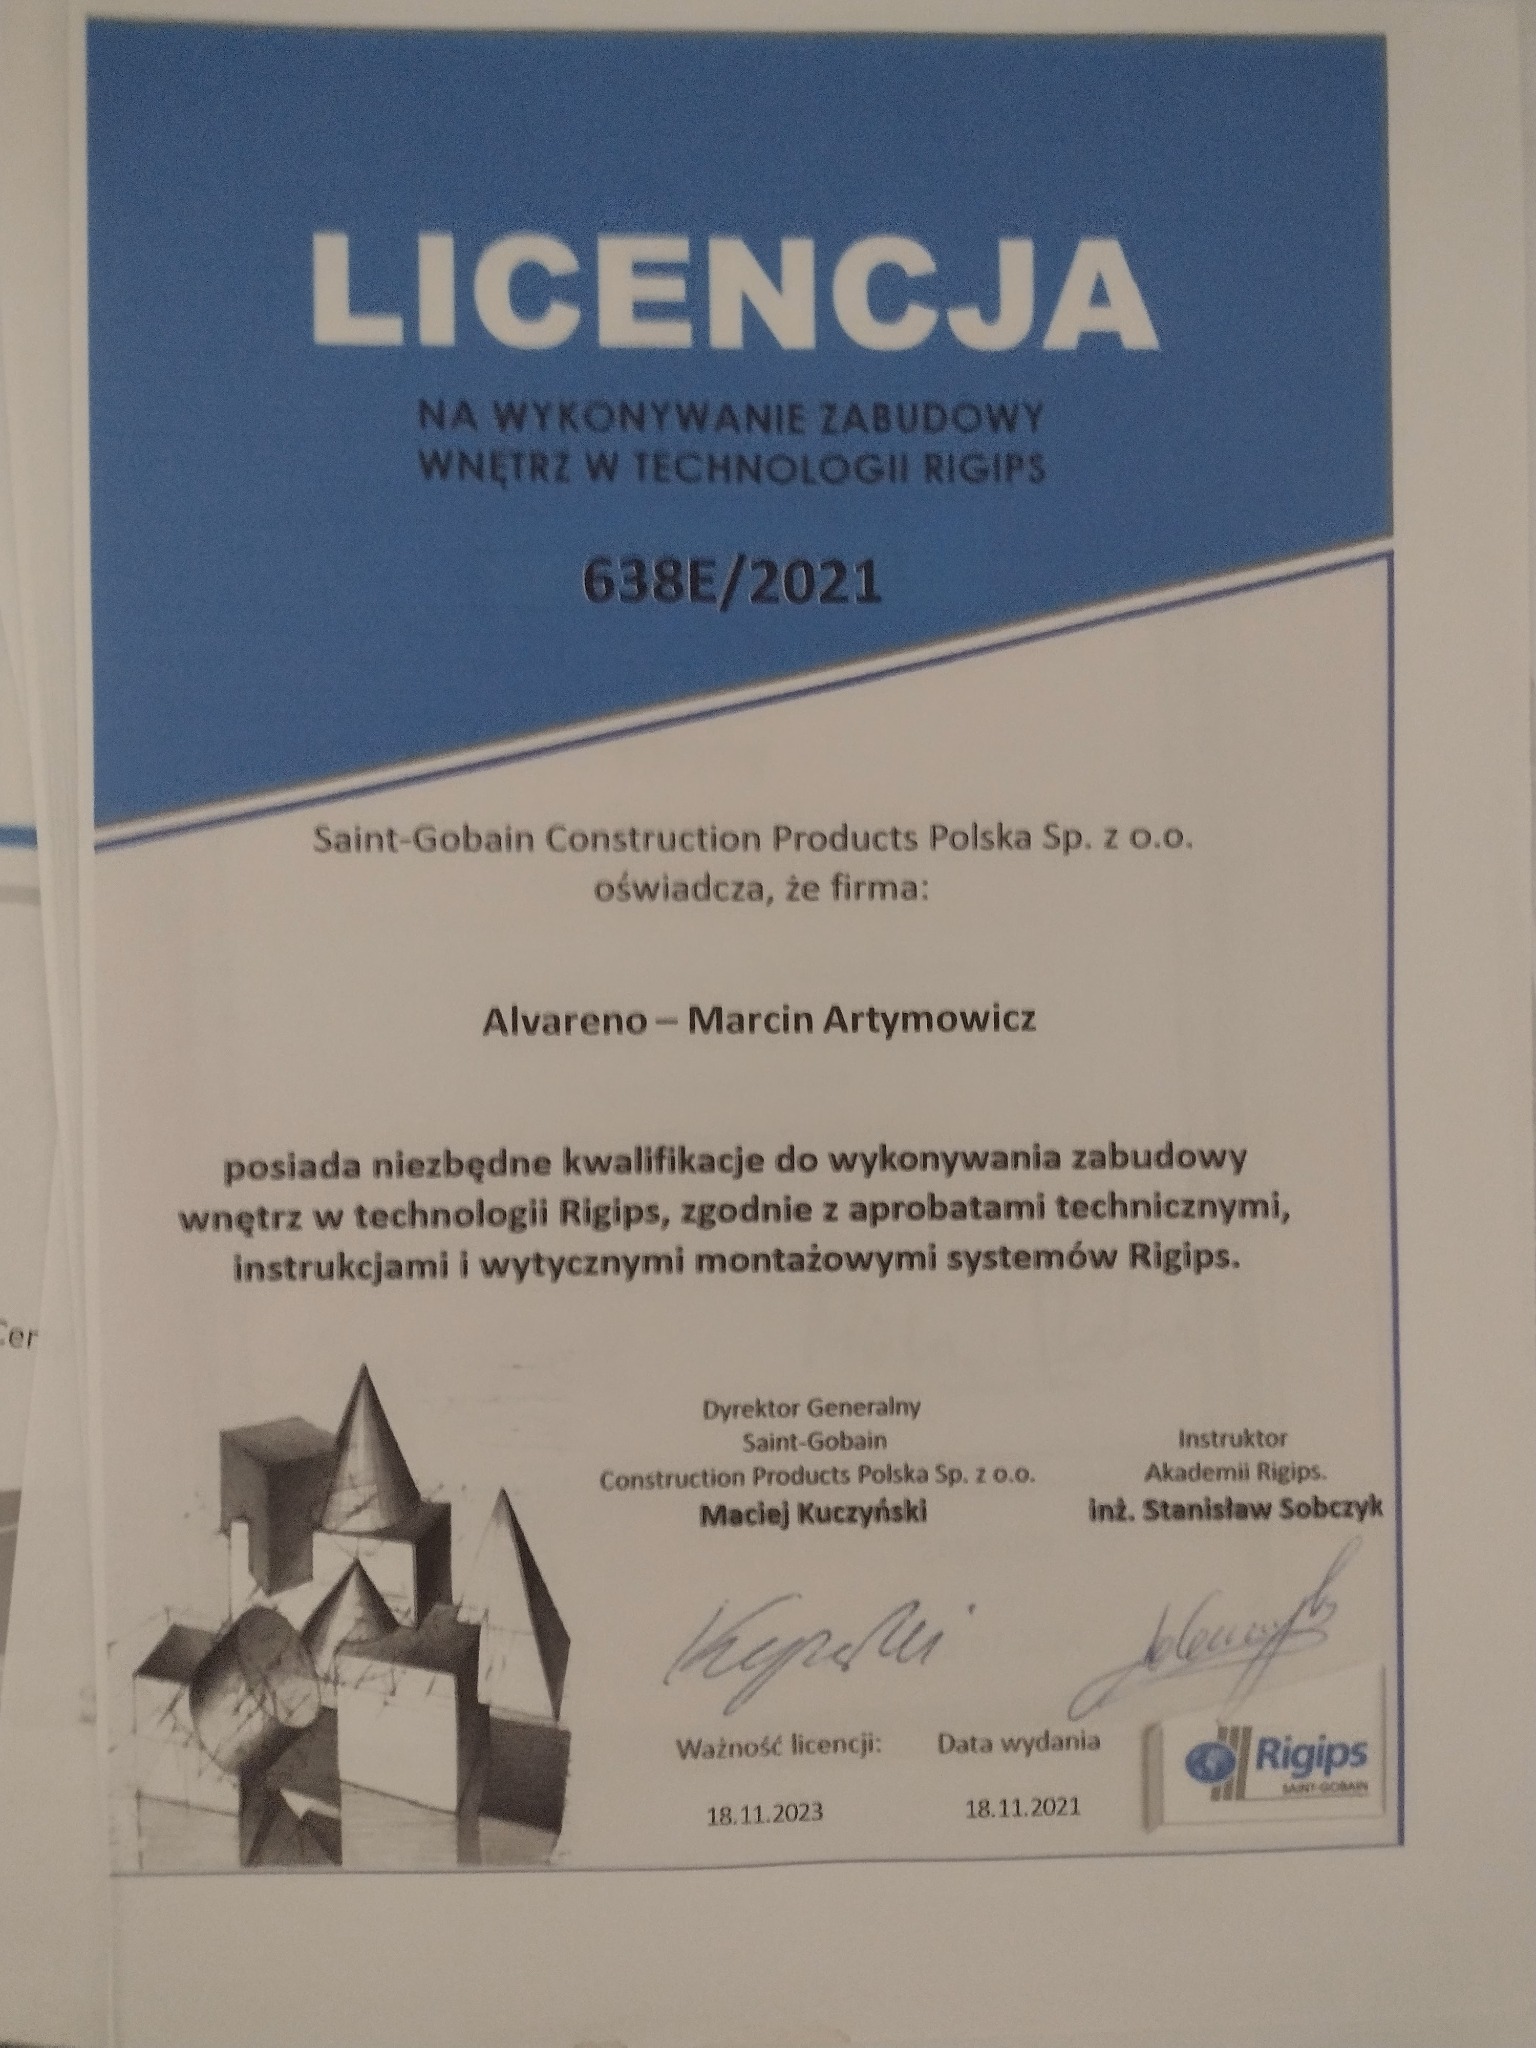 LICENCJA
NA WYKONYWANIE ZABUDOWY
WNĘTRZ W TECHNOLOGII RIGIPS
638E/2021
Saint-Gobain Construction Products Polska Sp. z o.o.
oświadcza, że firma:
Alvareno – Marcin Artymowicz
posiada niezbędne kwalifikacje do wykonywania zabudowy
wnętrz w technologii Rigips, zgodnie z aprobatami technicznymi,
instrukcjami i wytycznymi montażowymi systemów Rigips.
Cer
Dyrektor Generalny
Saint-Gobain
Construction Products Polska Sp. z o.o.
Maciej Kuczyński
Instruktor
Akademii Rigips.
inż. Stanisław Sobczyk
Ważność licencji:
18.11.2023
Data wydania
18.11.2021
Rigips
SAINT-GOBAIN